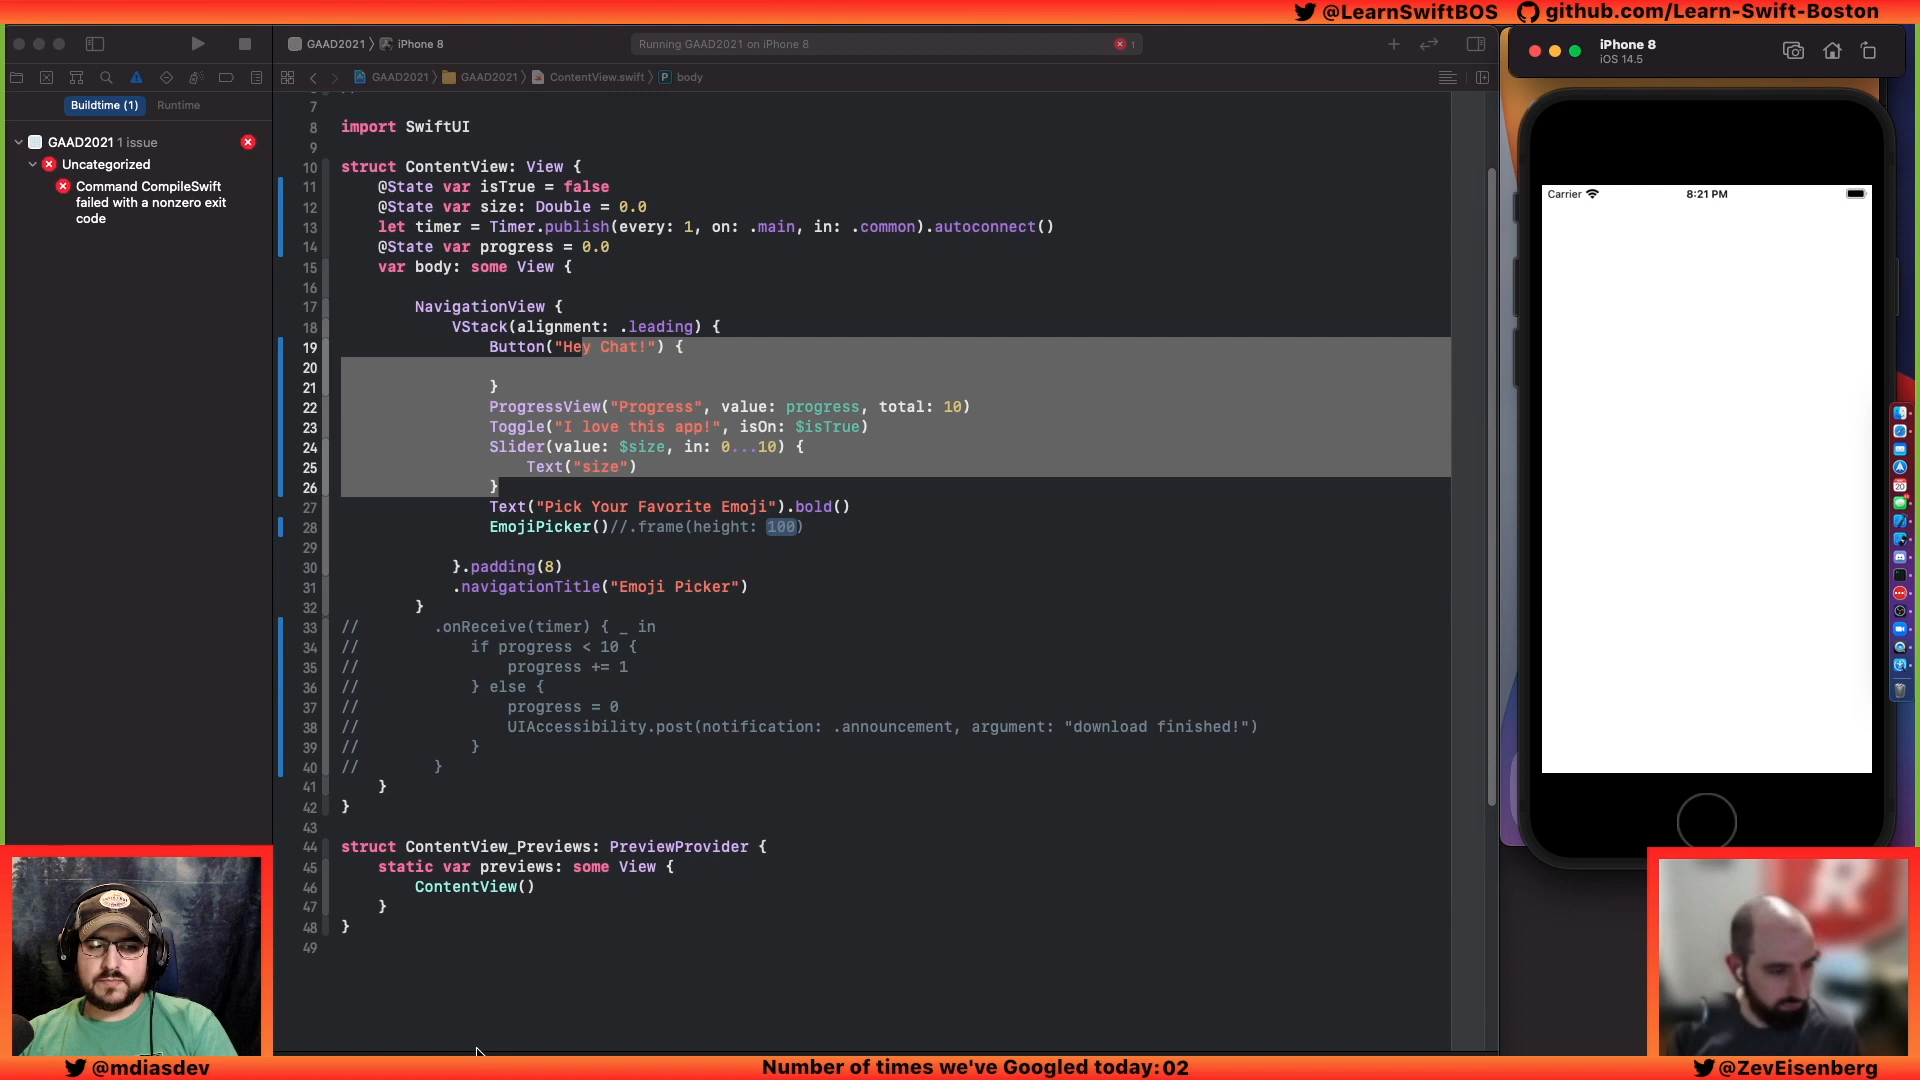 @LearnSwiftBOS github.com/Learn-Swift-Boston
GAAD2021 〉 iPhone 8
Running GAAD2021 on iPhone 8
1
iPhone 8
iOS 14.5
GAAD2021 〉 GAAD2021 〉 ContentView.swift 〉 P body
Buildtime (1) Runtime
GAAD2021 1 issue
Uncategorized
Command CompileSwift
failed with a nonzero exit
code
7
8 import SwiftUI
9
10 struct ContentView: View {
11 @State var isTrue = false
12 @State var size: Double = 0.0
13 let timer = Timer.publish(every: 1, on: .main, in: .common).autoconnect()
14 @State var progress = 0.0
15 var body: some View {
16
17 NavigationView {
18 VStack(alignment: .leading) {
19 Button("Hey Chat!") {
20
21 }
22 ProgressView("Progress", value: progress, total: 10)
23 Toggle("I love this app!", isOn: $isTrue)
24 Slider(value: $size, in: 0...10) {
25 Text("size")
26 }
27 Text("Pick Your Favorite Emoji").bold()
28 EmojiPicker()//.frame(height: 100)
29
30 }.padding(8)
31 .navigationTitle("Emoji Picker")
32 }
33 // .onReceive(timer) { _ in
34 // if progress < 10 {
35 // progress += 1
36 // } else {
37 // progress = 0
38 // UIAccessibility.post(notification: .announcement, argument: "download finished!")
39 // }
40 // }
41 }
42 }
43
44 struct ContentView_Previews: PreviewProvider {
45 static var previews: some View {
46 ContentView()
47 }
48 }
49
Carrier 8:21 PM
20
R
@mdiasdev
Number of times we've Googled today: 02
@ZevEisenberg